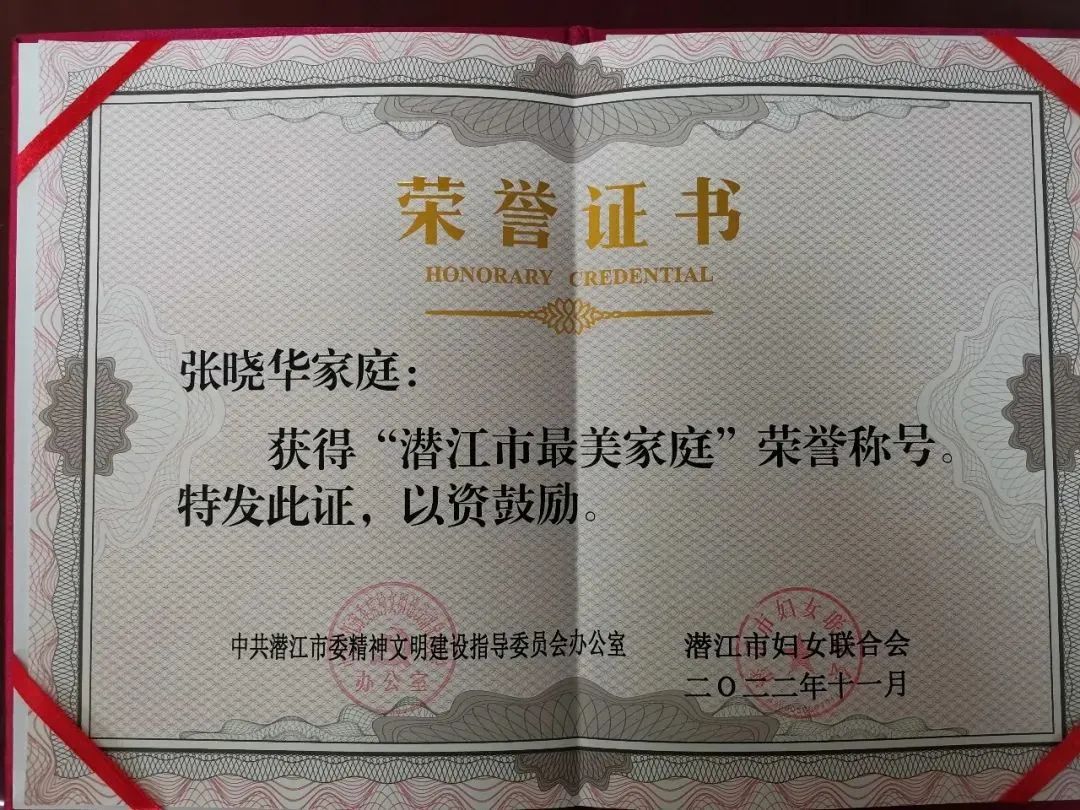 荣誉证书
HONORARY CREDENTIAL
张晓华家庭：
获得“潜江市最美家庭”荣誉称号。
特发此证，以资鼓励。
中共潜江市委精神文明建设指导委员会办公室
办公室
潜江市妇女联合会
二〇二二年十一月